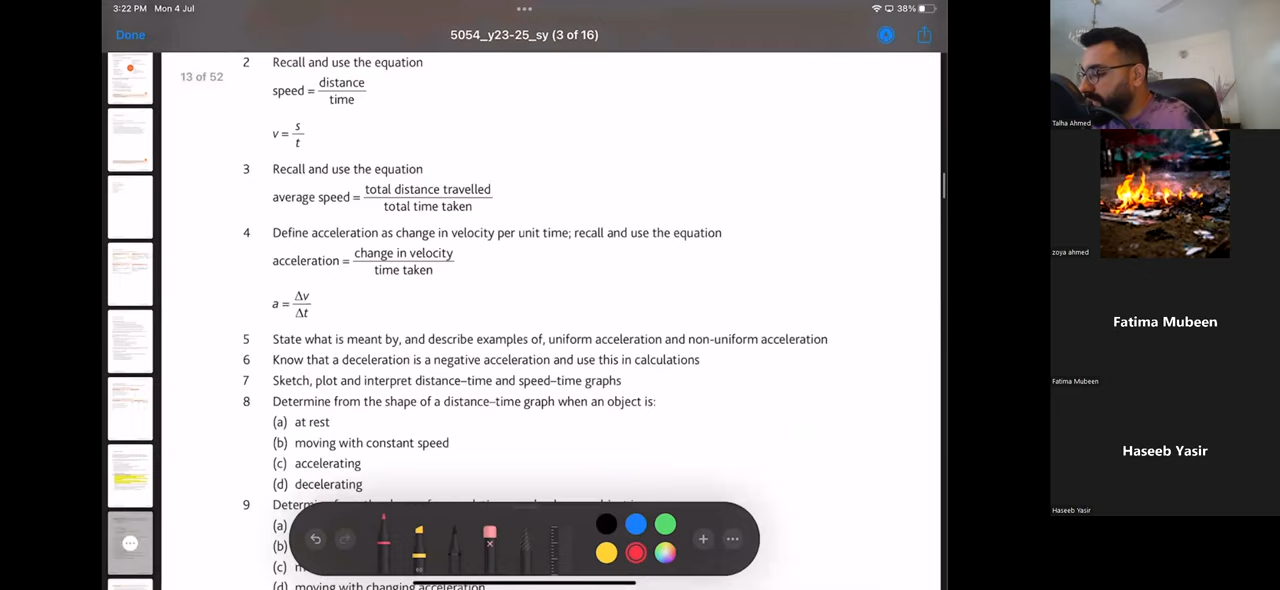 3:22 PM Mon 4 Jul
38%
Done
5054_y23-25_sy (3 of 16)
13 of 52
2 Recall and use the equation
speed = distance / time
v = s / t
3 Recall and use the equation
average speed = total distance travelled / total time taken
4 Define acceleration as change in velocity per unit time; recall and use the equation
acceleration = change in velocity / time taken
a = Δv / Δt
5 State what is meant by, and describe examples of, uniform acceleration and non-uniform acceleration
6 Know that a deceleration is a negative acceleration and use this in calculations
7 Sketch, plot and interpret distance–time and speed–time graphs
8 Determine from the shape of a distance–time graph when an object is:
(a) at rest
(b) moving with constant speed
(c) accelerating
(d) decelerating
9
(a)
(b)
(c)
(d) moving with changing acceleration
Talha Ahmed
zoya ahmed
Fatima Mubeen
Fatima Mubeen
Haseeb Yasir
Haseeb Yasir